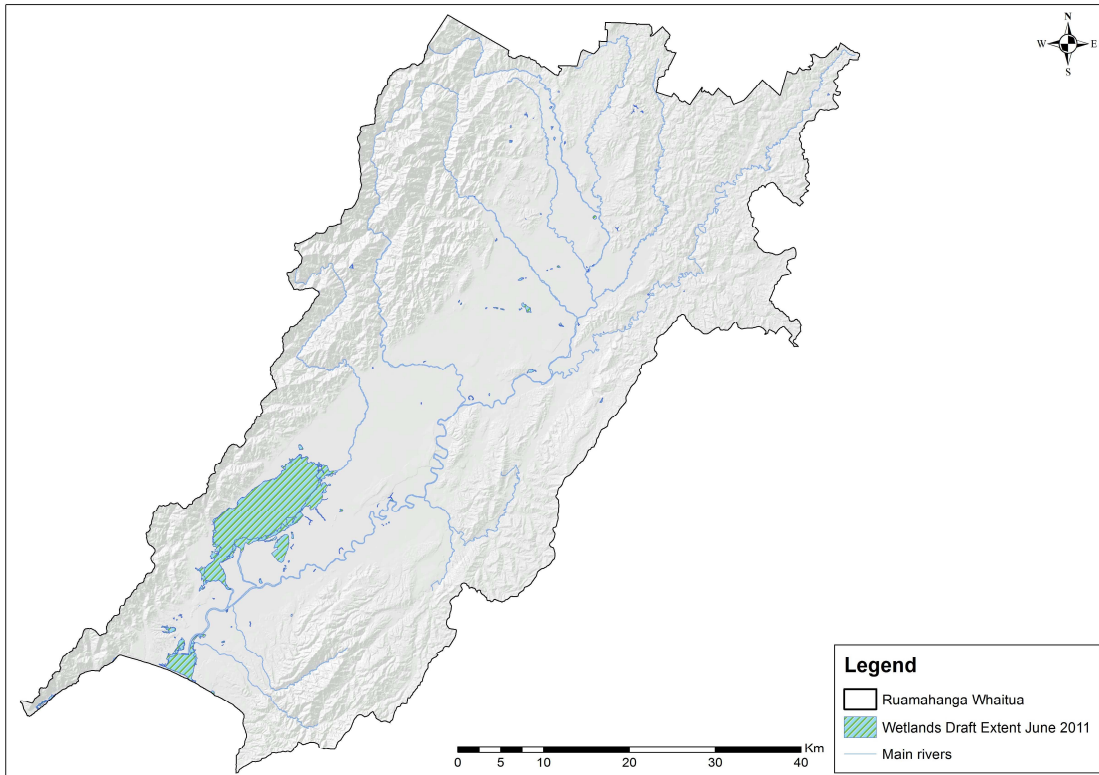 N
W E
S
Legend
Ruamahanga Whaitua
Wetlands Draft Extent June 2011
Main rivers
Km
0 5 10 20 30 40